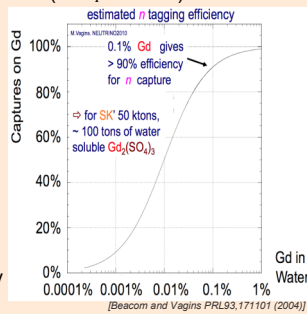 estimated n tagging efficiency
M.Vagins, NEUTRINO2010
100%
0.1% Gd gives
> 90% efficiency
for n capture
80%
⇨ for SK' 50 ktons,
~ 100 tons of water
soluble Gd2(SO4)3
60%
40%
20%
0%
Captures on Gd
0.0001% 0.001% 0.01% 0.1% 1%
Gd in
Water
[Beacom and Vagins PRL93,171101 (2004)]